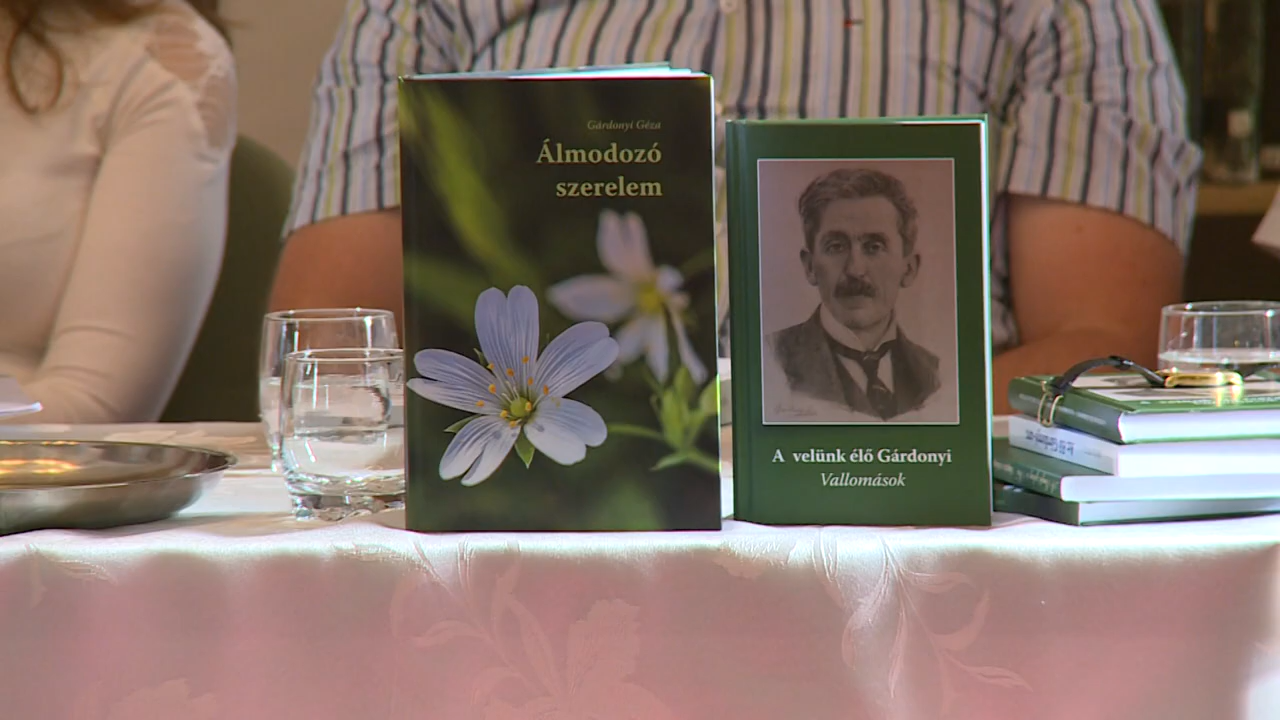 Gárdonyi Géza
Álmodozó
szerelem
A velünk élő Gárdonyi
Vallomások